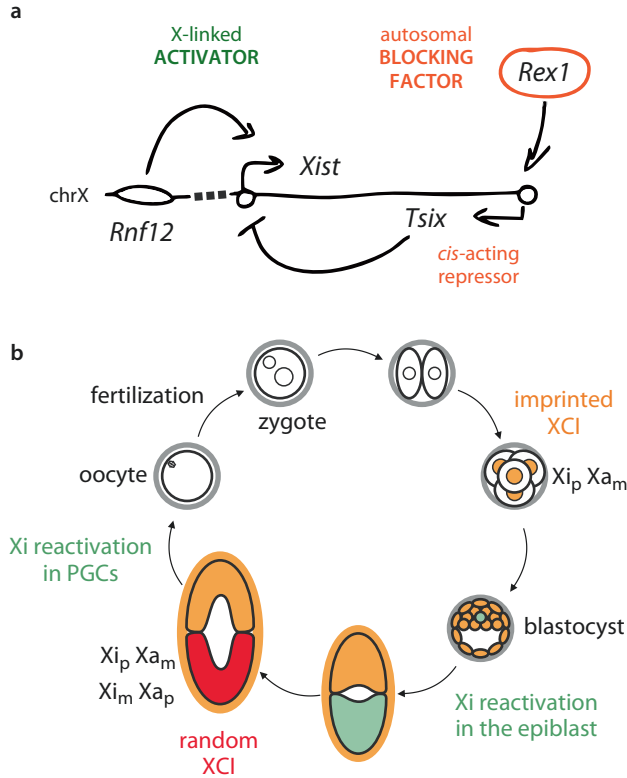 a
X-linked
ACTIVATOR
autosomal
BLOCKING
FACTOR
Rex1
chrX
Xist
Rnf12
Tsix
cis-acting
repressor
b
fertilization
zygote
imprinted
XCI
oocyte
Xip Xam
Xi reactivation
in PGCs
blastocyst
Xip Xam
Xim Xap
Xi reactivation
in the epiblast
random
XCI